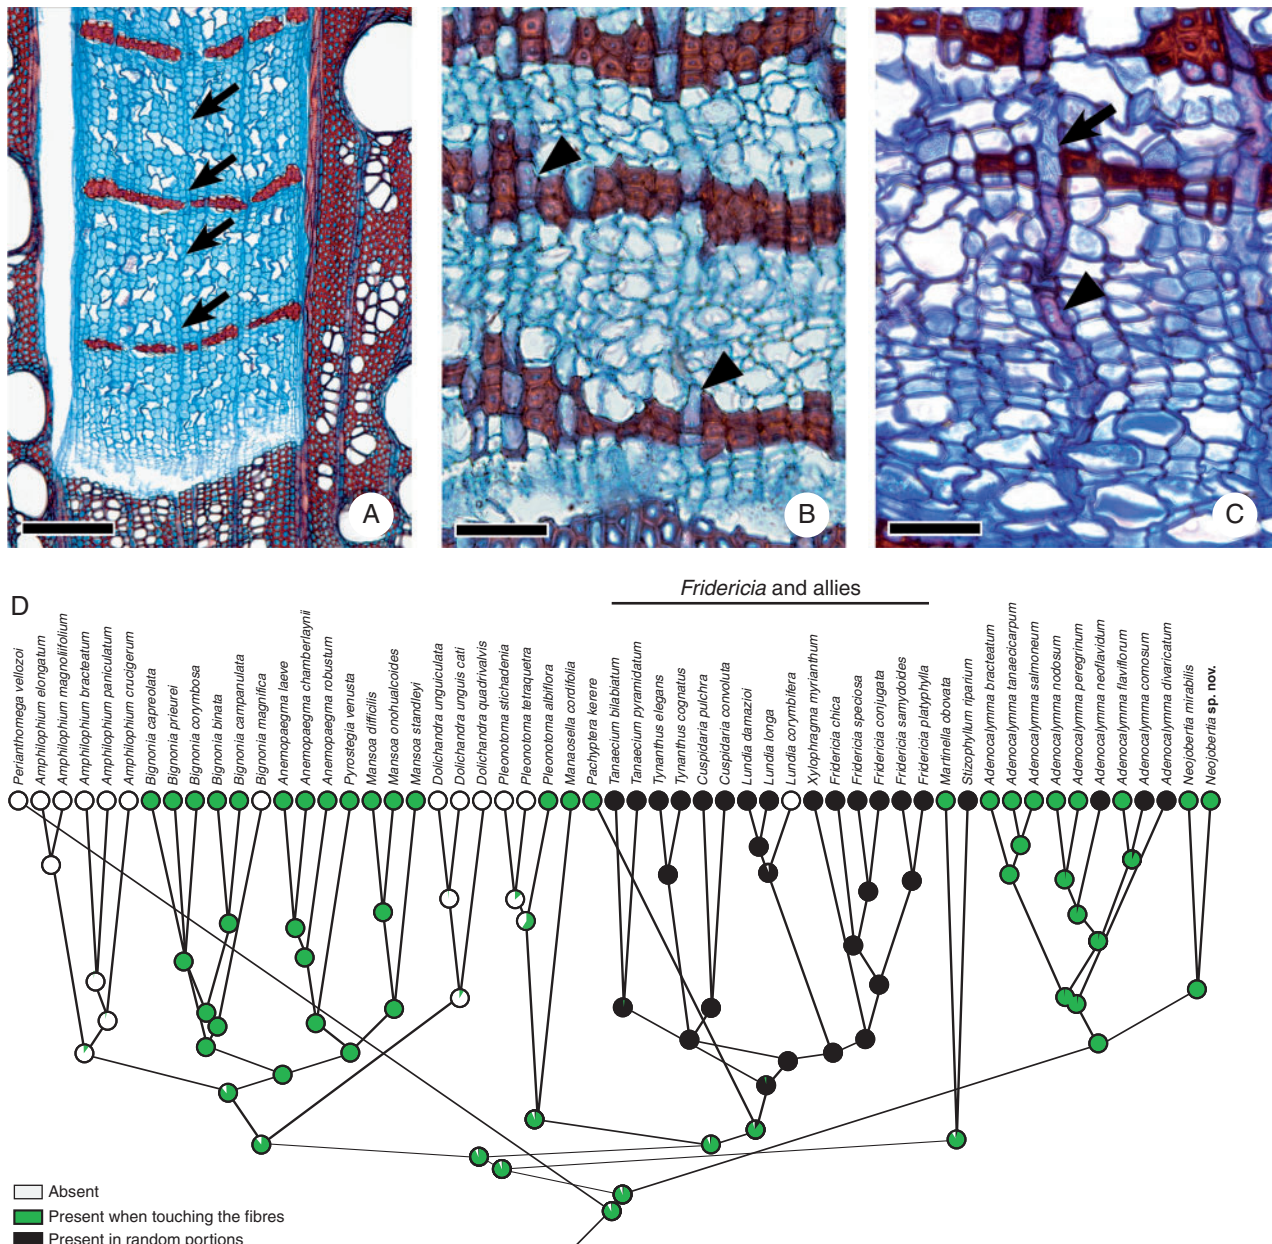 A
B
C
D
Fridericia and allies
Perianthomega vellozoi
Amphilophium elongatum
Amphilophium magnoliifolium
Amphilophium bracteatum
Amphilophium paniculatum
Amphilophium crucigerum
Bignonia capreolata
Bignonia prieurei
Bignonia corymbosa
Bignonia binata
Bignonia campanulata
Bignonia magnifica
Anemopaegma laeve
Anemopaegma chamberlaynii
Anemopaegma robustum
Pyrostegia venusta
Mansoa difficilis
Mansoa onohualcoides
Mansoa standleyi
Dolichandra unguiculata
Dolichandra unguis cati
Dolichandra quadrivalvis
Pleonotoma stichadenia
Pleonotoma tetraquetra
Pleonotoma albiflora
Manaosella cordifolia
Pachyptera kerere
Tanaecium bilabiatum
Tanaecium pyramidatum
Tynanthus elegans
Tynanthus cognatus
Cuspidaria pulchra
Cuspidaria convoluta
Lundia damazioi
Lundia longa
Lundia corymbifera
Xylophragma myrianthum
Fridericia chica
Fridericia speciosa
Fridericia conjugata
Fridericia samydoides
Fridericia platyphylla
Martinella obovata
Stizophyllum riparium
Adenocalymma bracteatum
Adenocalymma tanaecicarpum
Adenocalymma salmoneum
Adenocalymma nodosum
Adenocalymma peregrinum
Adenocalymma neoflavidum
Adenocalymma flaviflorum
Adenocalymma comosum
Adenocalymma divaricatum
Neojobertia mirabilis
Neojobertia sp. nov.
Absent
Present when touching the fibres
Present in random portions